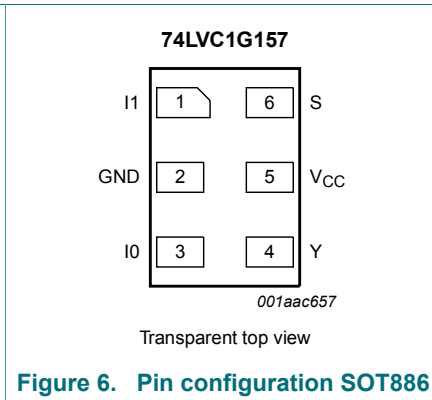 74LVC1G157
I1 1 6 S
GND 2 5 VCC
I0 3 4 Y
001aac657
Transparent top view
Figure 6. Pin configuration SOT886